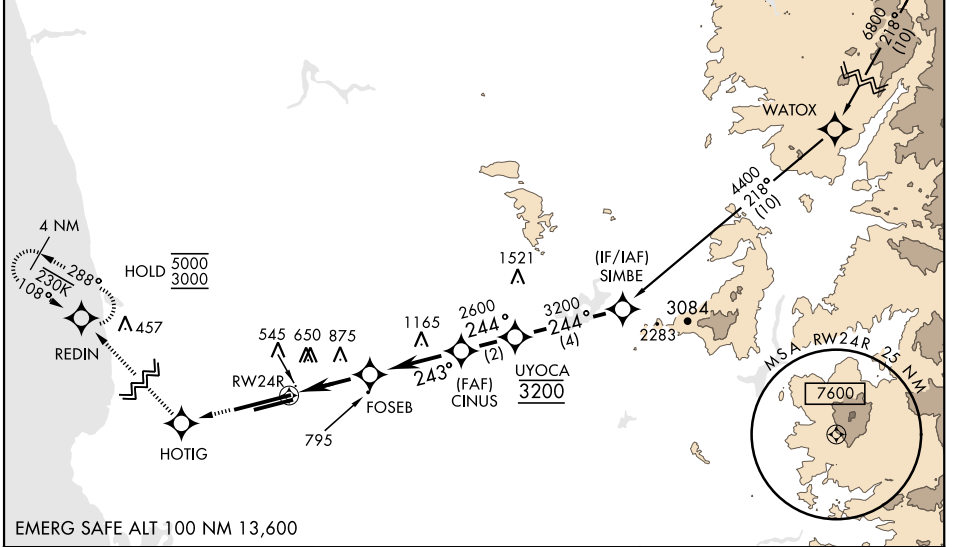 6800
218°
(10)
WATOX
4400
218°
(10)
4 NM
HOLD 5000
3000
288°
230K
108°
1521
(IF/IAF)
SIMBE
2600
244°
(2)
3200
244°
(4)
3084
2283
457
REDIN
545 650 875
1165
RW24R
243°
(FAF)
CINUS
UYOCA
3200
FOSEB
795
HOTIG
MSA RW24R 25 NM
7600
EMERG SAFE ALT 100 NM 13,600